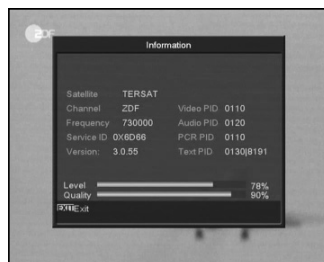 ZDF
Information
Satellite TERSAT
Channel ZDF Video PID 0110
Frequency 730000 Audio PID 0120
Service ID 0X6D66 PCR PID 0110
Version: 3.0.55 Text PID 0130|8191
Level 78%
Quality 90%
EXIT Exit